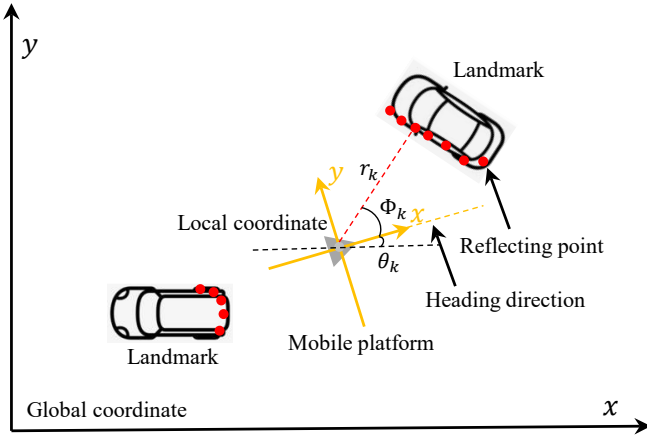 y
Landmark
r_k
y
Φ_k
x
Local coordinate
θ_k
Reflecting point
Heading direction
Mobile platform
Landmark
Global coordinate
x